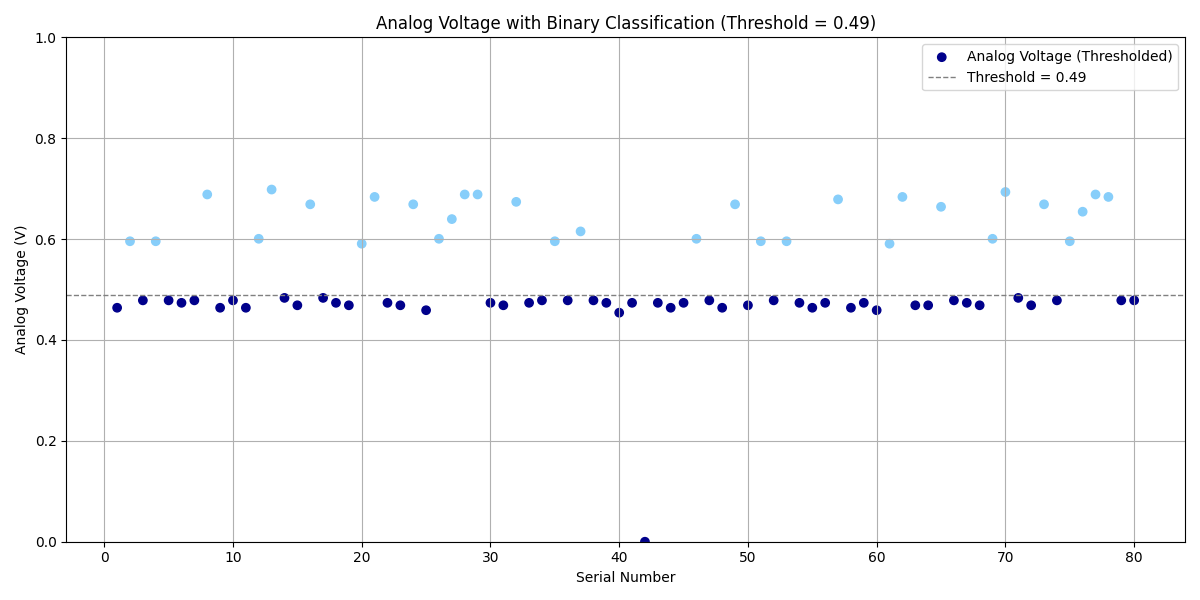 Analog Voltage with Binary Classification (Threshold = 0.49)
Analog Voltage (Thresholded)
Threshold = 0.49
Analog Voltage (V)
1.0
0.8
0.6
0.4
0.2
0.0
0 10 20 30 40 50 60 70 80
Serial Number